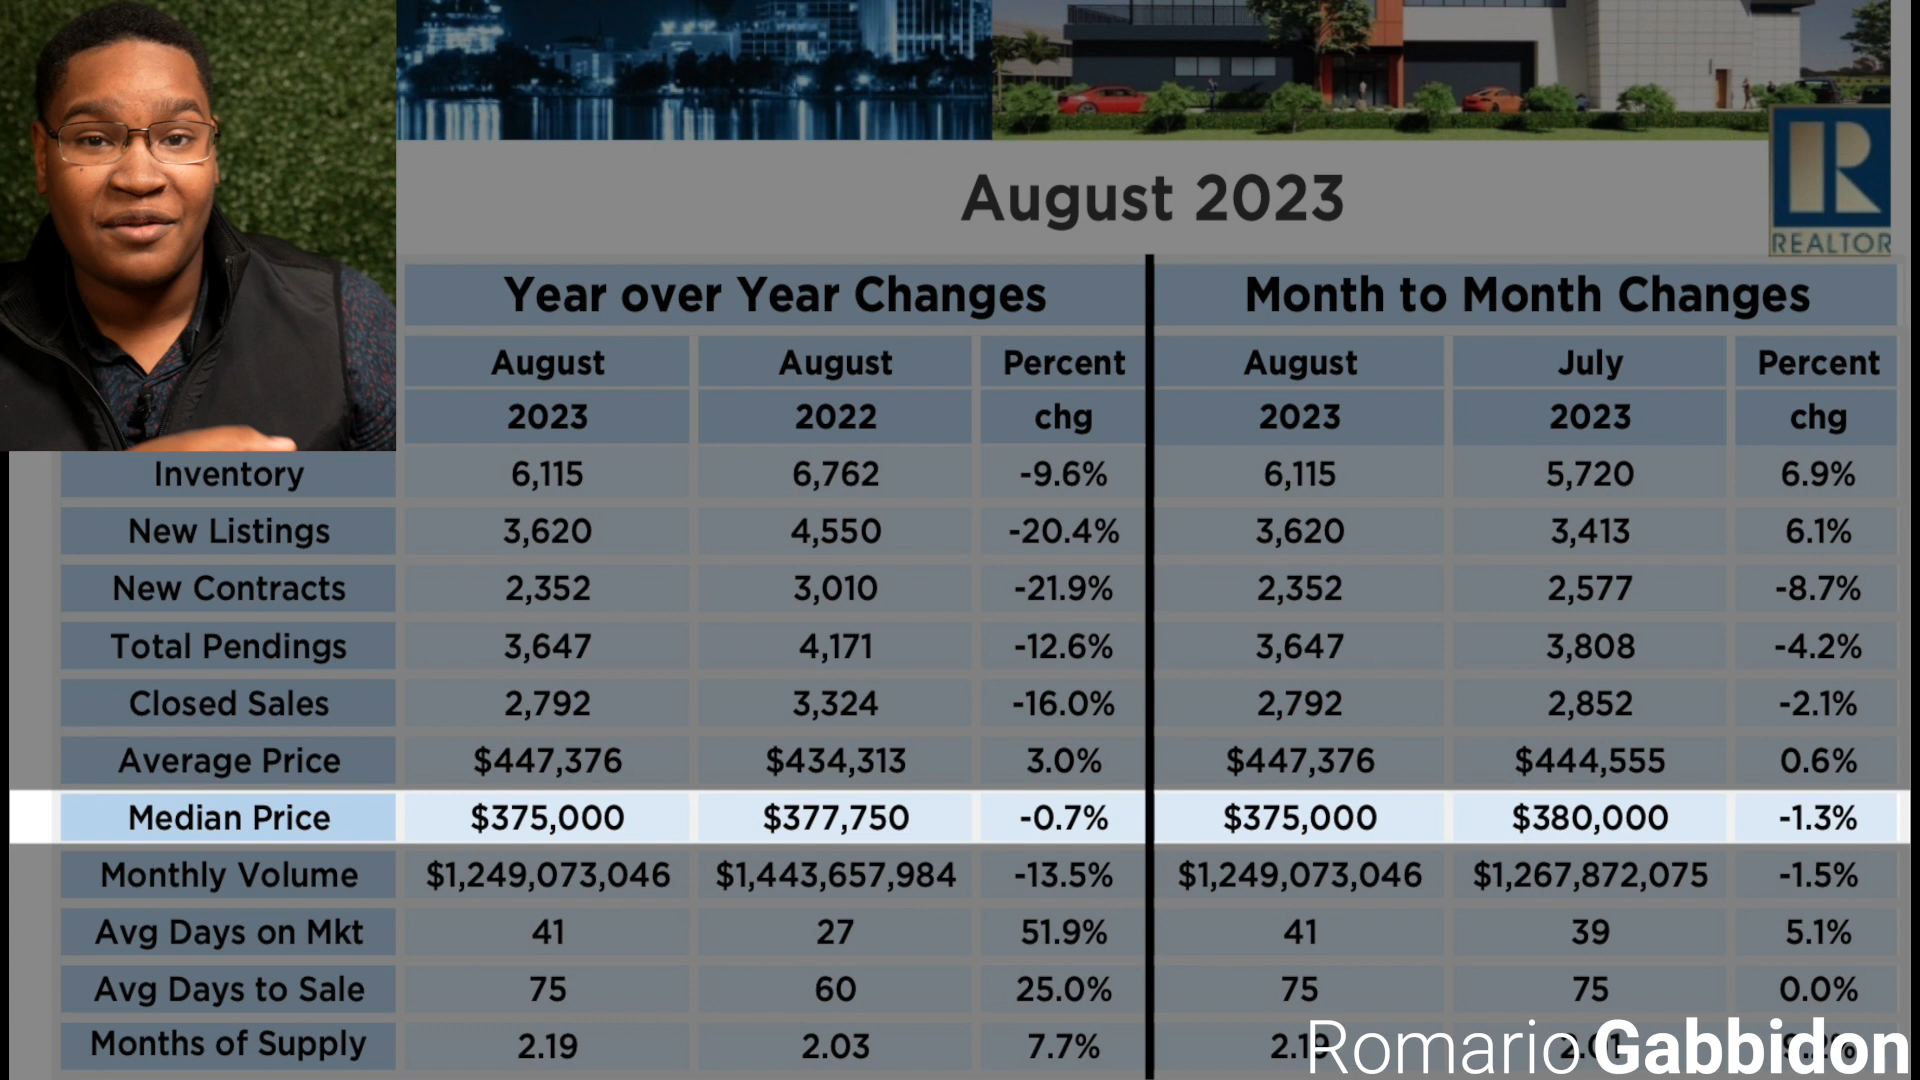 August 2023
REALTOR
Year over Year Changes Month to Month Changes
August August Percent August July Percent
2023 2022 chg 2023 2023 chg
Inventory 6,115 6,762 -9.6% 6,115 5,720 6.9%
New Listings 3,620 4,550 -20.4% 3,620 3,413 6.1%
New Contracts 2,352 3,010 -21.9% 2,352 2,577 -8.7%
Total Pendings 3,647 4,171 -12.6% 3,647 3,808 -4.2%
Closed Sales 2,792 3,324 -16.0% 2,792 2,852 -2.1%
Average Price $447,376 $434,313 3.0% $447,376 $444,555 0.6%
Median Price $375,000 $377,750 -0.7% $375,000 $380,000 -1.3%
Monthly Volume $1,249,073,046 $1,443,657,984 -13.5% $1,249,073,046 $1,267,872,075 -1.5%
Avg Days on Mkt 41 27 51.9% 41 39 5.1%
Avg Days to Sale 75 60 25.0% 75 75 0.0%
Months of Supply 2.19 2.03 7.7% 2.19
Romario Gabbidon